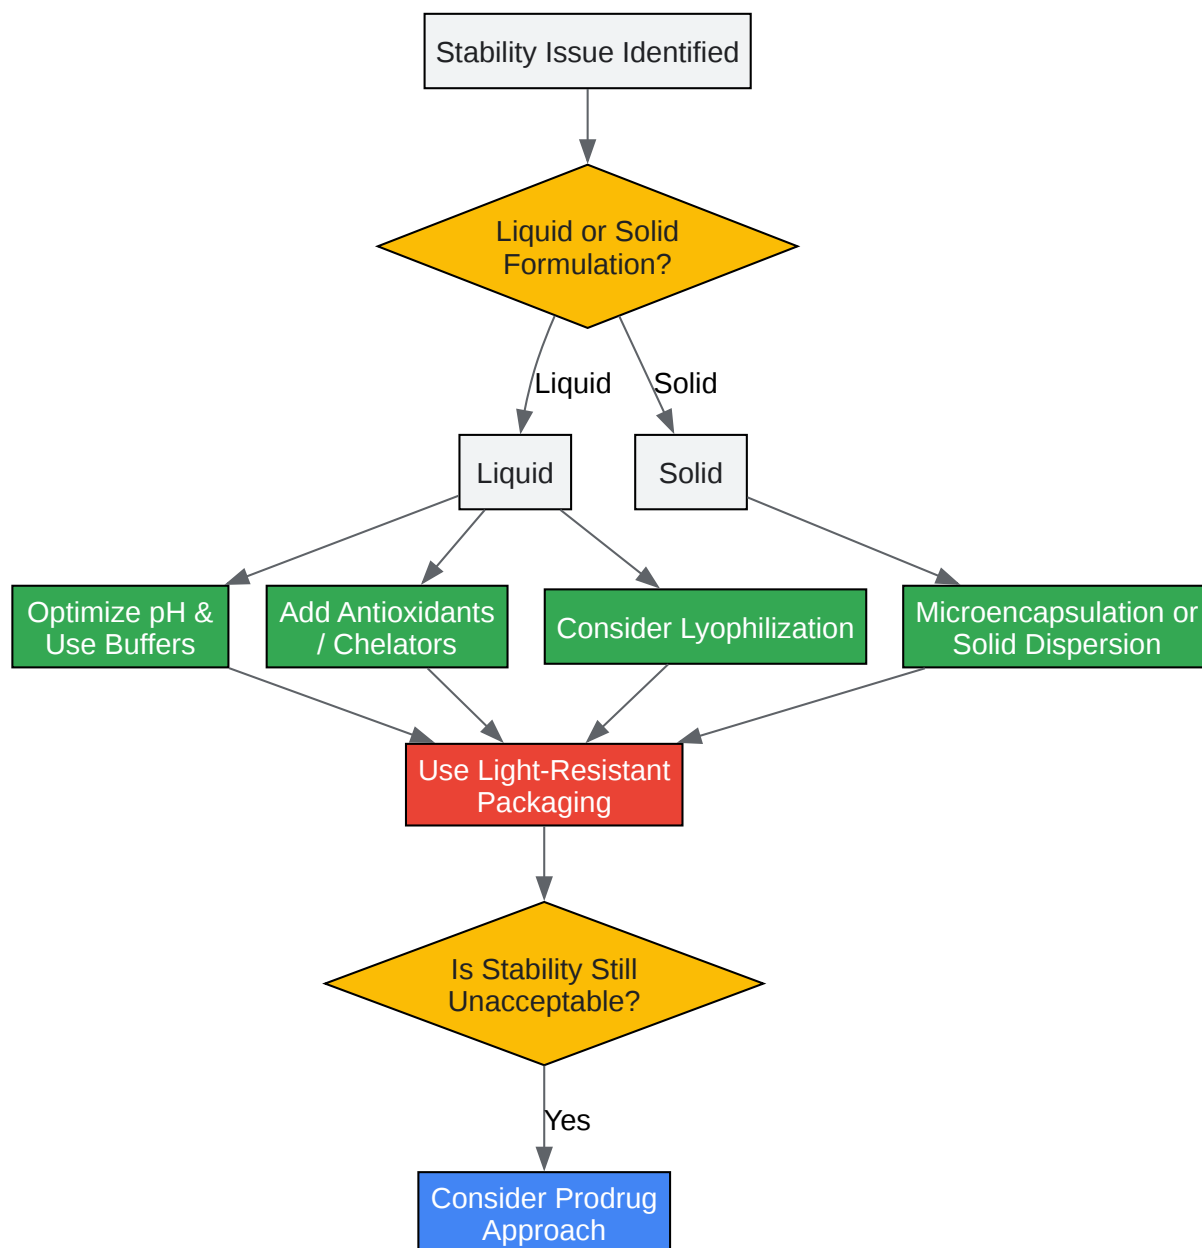 Stability Issue Identified
Liquid or Solid
Formulation?
Liquid
Solid
Liquid
Solid
Optimize pH &
Use Buffers
Add Antioxidants
/ Chelators
Consider Lyophilization
Microencapsulation or
Solid Dispersion
Use Light-Resistant
Packaging
Is Stability Still
Unacceptable?
Yes
Consider Prodrug
Approach